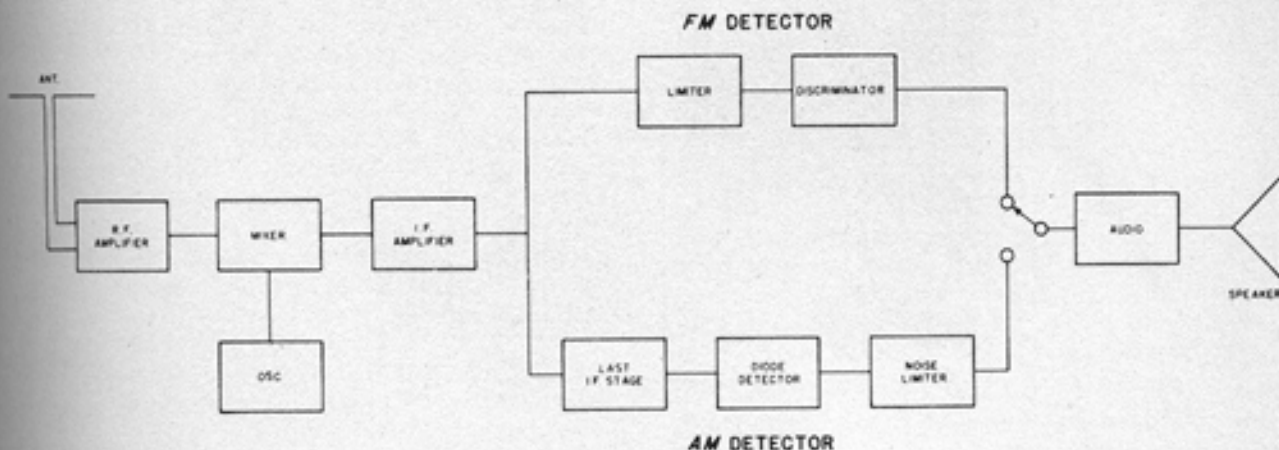 FM DETECTOR
ANT.
LIMITER
DISCRIMINATOR
R.F.
AMPLIFIER
MIXER
I.F.
AMPLIFIER
AUDIO
SPEAKER
OSC
LAST
I.F. STAGE
DIODE
DETECTOR
NOISE
LIMITER
AM DETECTOR